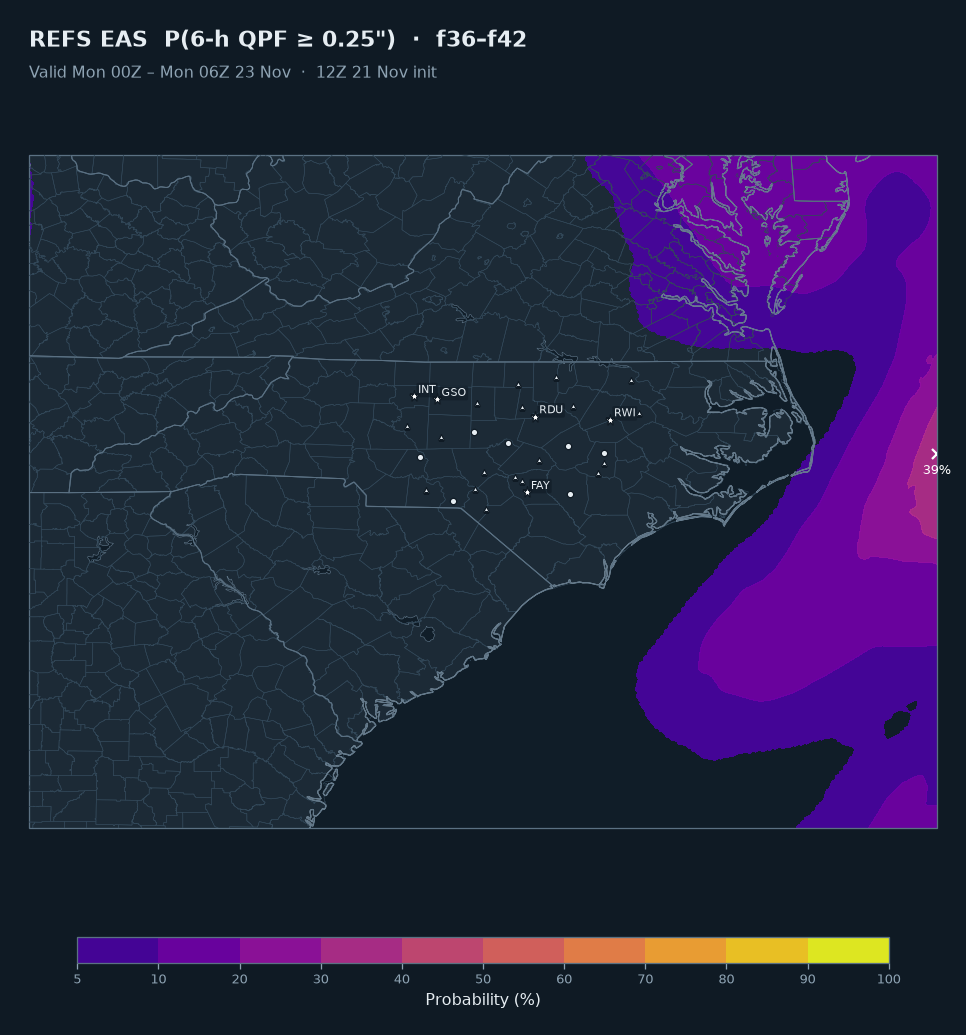 REFS EAS P(6-h QPF ≥ 0.25") · f36–f42
Valid Mon 00Z – Mon 06Z 23 Nov · 12Z 21 Nov init
INT
GSO
RDU
RWI
39%
FAY
5 10 20 30 40 50 60 70 80 90 100
Probability (%)